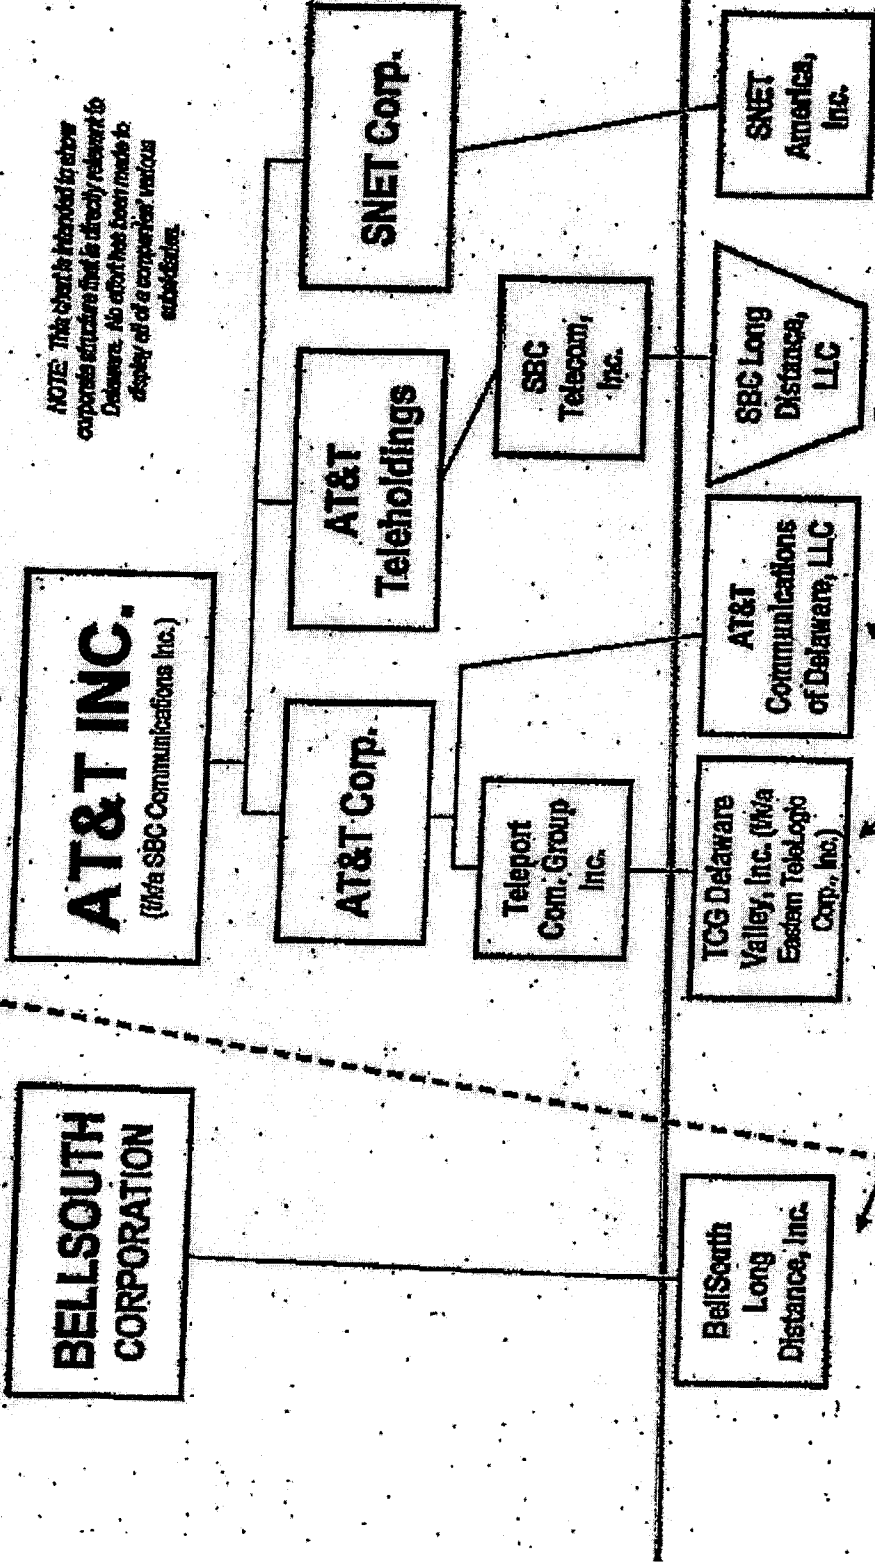 NOTE: This chart is intended to show
corporate structure that is directly relevant to
Delaware. No effort has been made to
display all of a companies' various
subsidiaries.
BELLSOUTH
CORPORATION
AT&T INC.
(f/k/a SBC Communications Inc.)
AT&T Corp.
AT&T
Teleholdings
SNET Corp.
Teleport
Com. Group
Inc.
SBC
Telecom,
Inc.
BellSouth
Long
Distance, Inc.
TCG Delaware
Valley, Inc. (f/k/a
Eastern TeleLogic
Corp., Inc.)
AT&T
Communications
of Delaware, LLC
SBC Long
Distance,
LLC
SNET
America,
Inc.